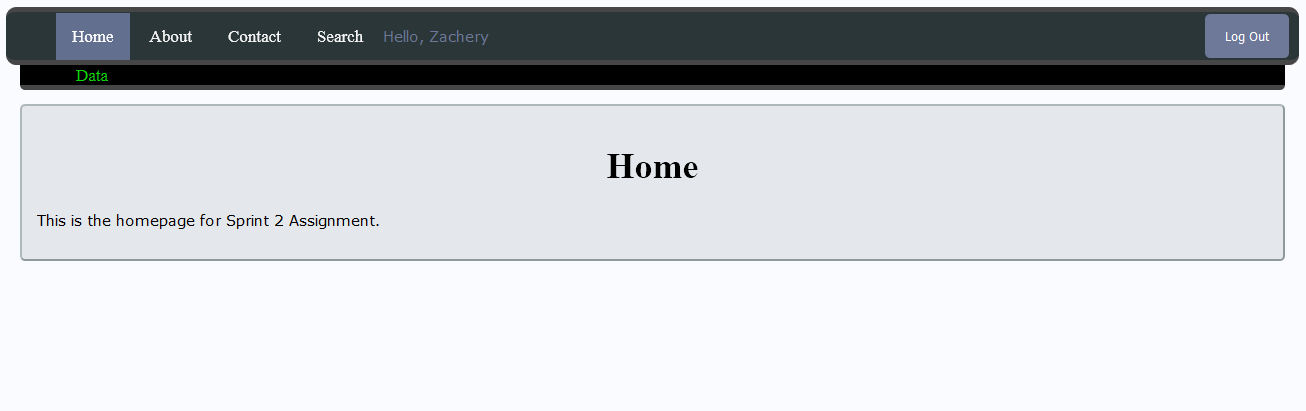 Home About Contact Search Hello, Zachery Log Out
Data
Home
This is the homepage for Sprint 2 Assignment.